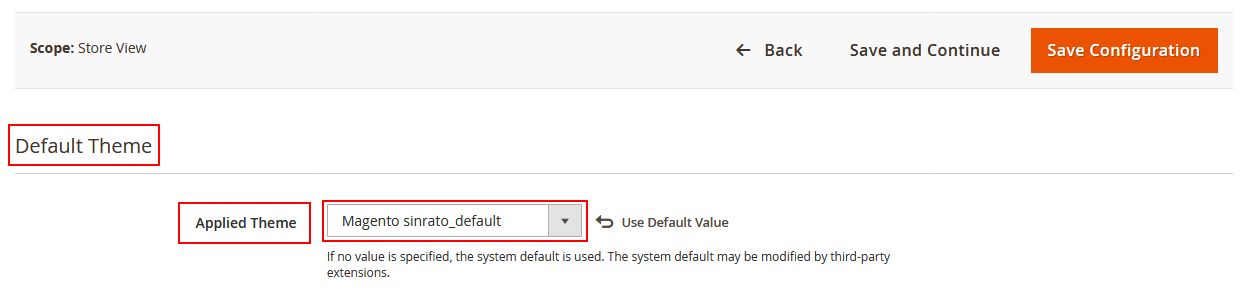 Scope: Store View
Back
Save and Continue
Save Configuration
Default Theme
Applied Theme
Magento sinrato_default
Use Default Value
If no value is specified, the system default is used. The system default may be modified by third-party
extensions.